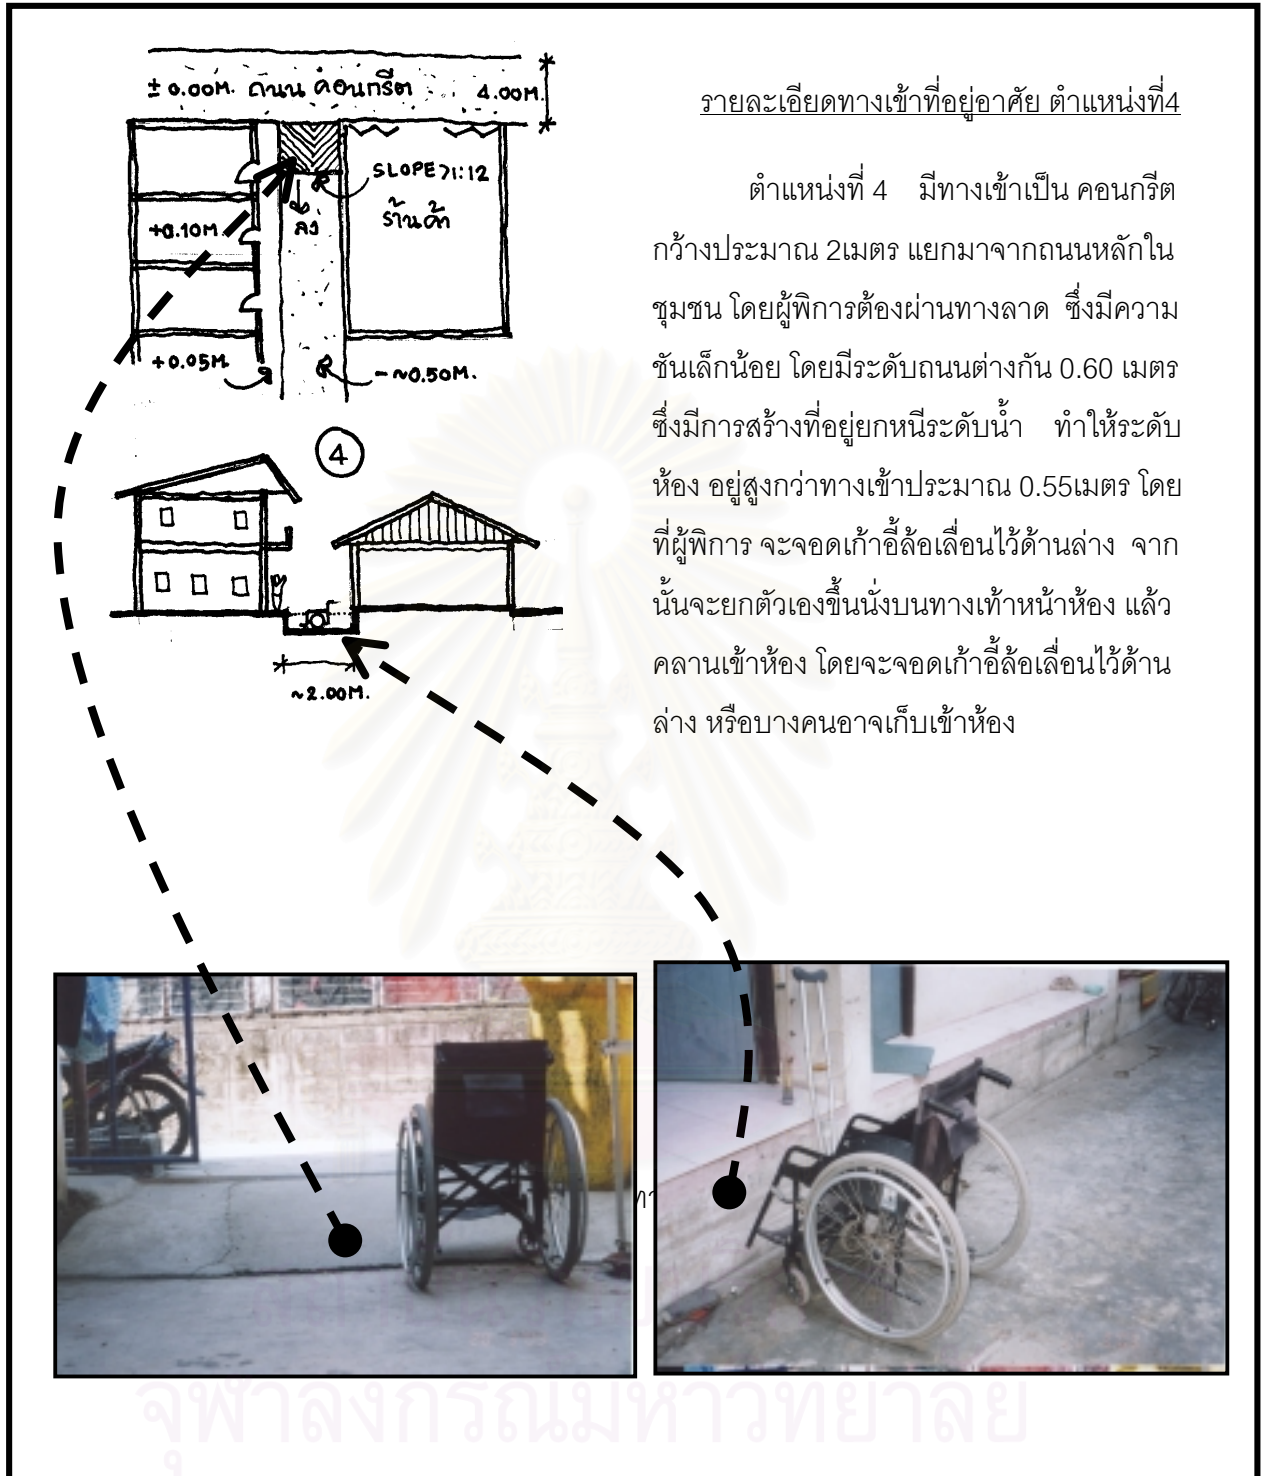 ± 0.00M. ถนน คอนกรีต 4.00M.
SLOPE>1:12
ร้านค้า
ลง
+0.10M.
+0.05M.
-~0.50M.
4
~2.00M.
รายละเอียดทางเข้าที่อยู่อาศัย ตำแหน่งที่4
ตำแหน่งที่ 4 มีทางเข้าเป็น คอนกรีต
กว้างประมาณ 2เมตร แยกมาจากถนนหลักใน
ชุมชน โดยผู้พิการต้องผ่านทางลาด ซึ่งมีความ
ชันเล็กน้อย โดยมีระดับถนนต่างกัน 0.60 เมตร
ซึ่งมีการสร้างที่อยู่ยกหนีระดับน้ำ ทำให้ระดับ
ห้อง อยู่สูงกว่าทางเข้าประมาณ 0.55เมตร โดย
ที่ผู้พิการ จะจอดเก้าอี้ล้อเลื่อนไว้ด้านล่าง จาก
นั้นจะยกตัวเองขึ้นนั่งบนทางเท้าหน้าห้อง แล้ว
คลานเข้าห้อง โดยจะจอดเก้าอี้ล้อเลื่อนไว้ด้าน
ล่าง หรือบางคนอาจเก็บเข้าห้อง
จุฬาลงกรณ์มหาวิทยาลัย